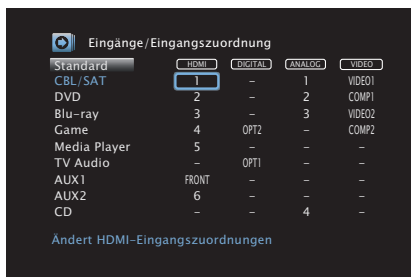 Eingänge/Eingangszuordnung
Standard HDMI DIGITAL ANALOG VIDEO
CBL/SAT 1 – 1 VIDEO1
DVD 2 – 2 COMP1
Blu-ray 3 – 3 VIDEO2
Game 4 OPT2 – COMP2
Media Player 5 – – –
TV Audio – OPT1 – –
AUX1 FRONT – – –
AUX2 6 – – –
CD – – 4 –
Ändert HDMI-Eingangszuordnungen